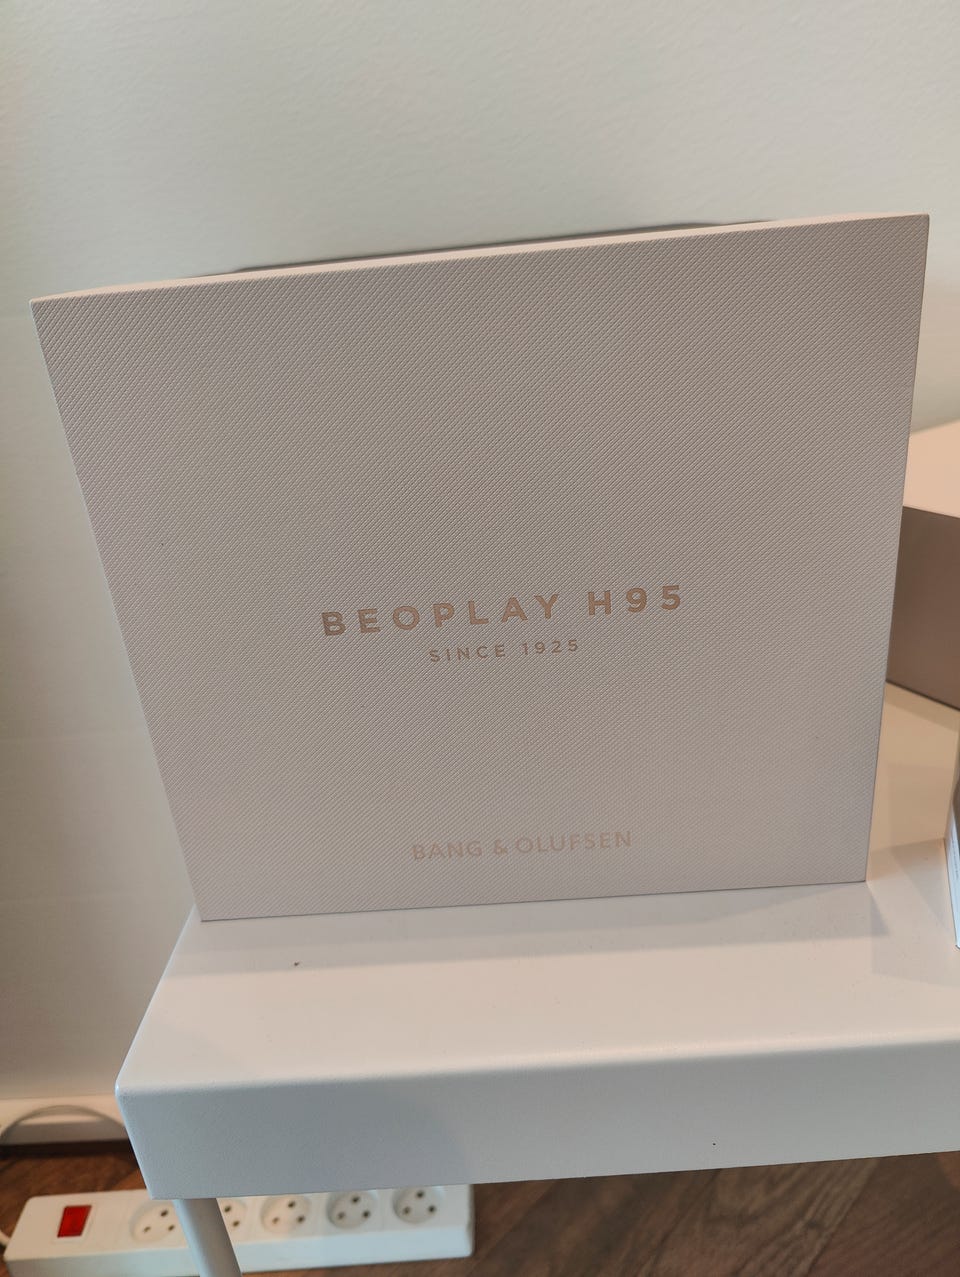 BEOPLAY H95
SINCE 1925
BANG & OLUFSEN